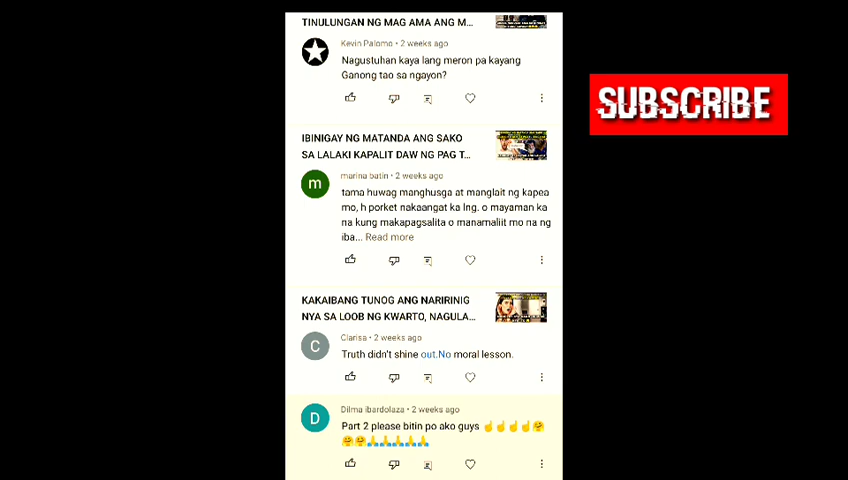 TINULUNGAN NG MAG AMA ANG M...
Kevin Palomo • 2 weeks ago
Nagustuhan kaya lang meron pa kayang
Ganong tao sa ngayon?
SUBSCRIBE
IBINIGAY NG MATANDA ANG SAKO
SA LALAKI KAPALIT DAW NG PAG T...
m
marina batin • 2 weeks ago
tama huwag manghusga at manglait ng kapea
mo, h porket nakaangat ka lng. o mayaman ka
na kung makapagsalita o manamaliit mo na ng
iba... Read more
KAKAIBANG TUNOG ANG NARIRINIG
NYA SA LOOB NG KWARTO, NAGULA...
C
Clarisa • 2 weeks ago
Truth didn't shine out.No moral lesson.
D
Dilma ibardolaza • 2 weeks ago
Part 2 please bitin po ako guys ☝☝☝☝🤗
🤗🤗🙏🙏🙏🙏🙏